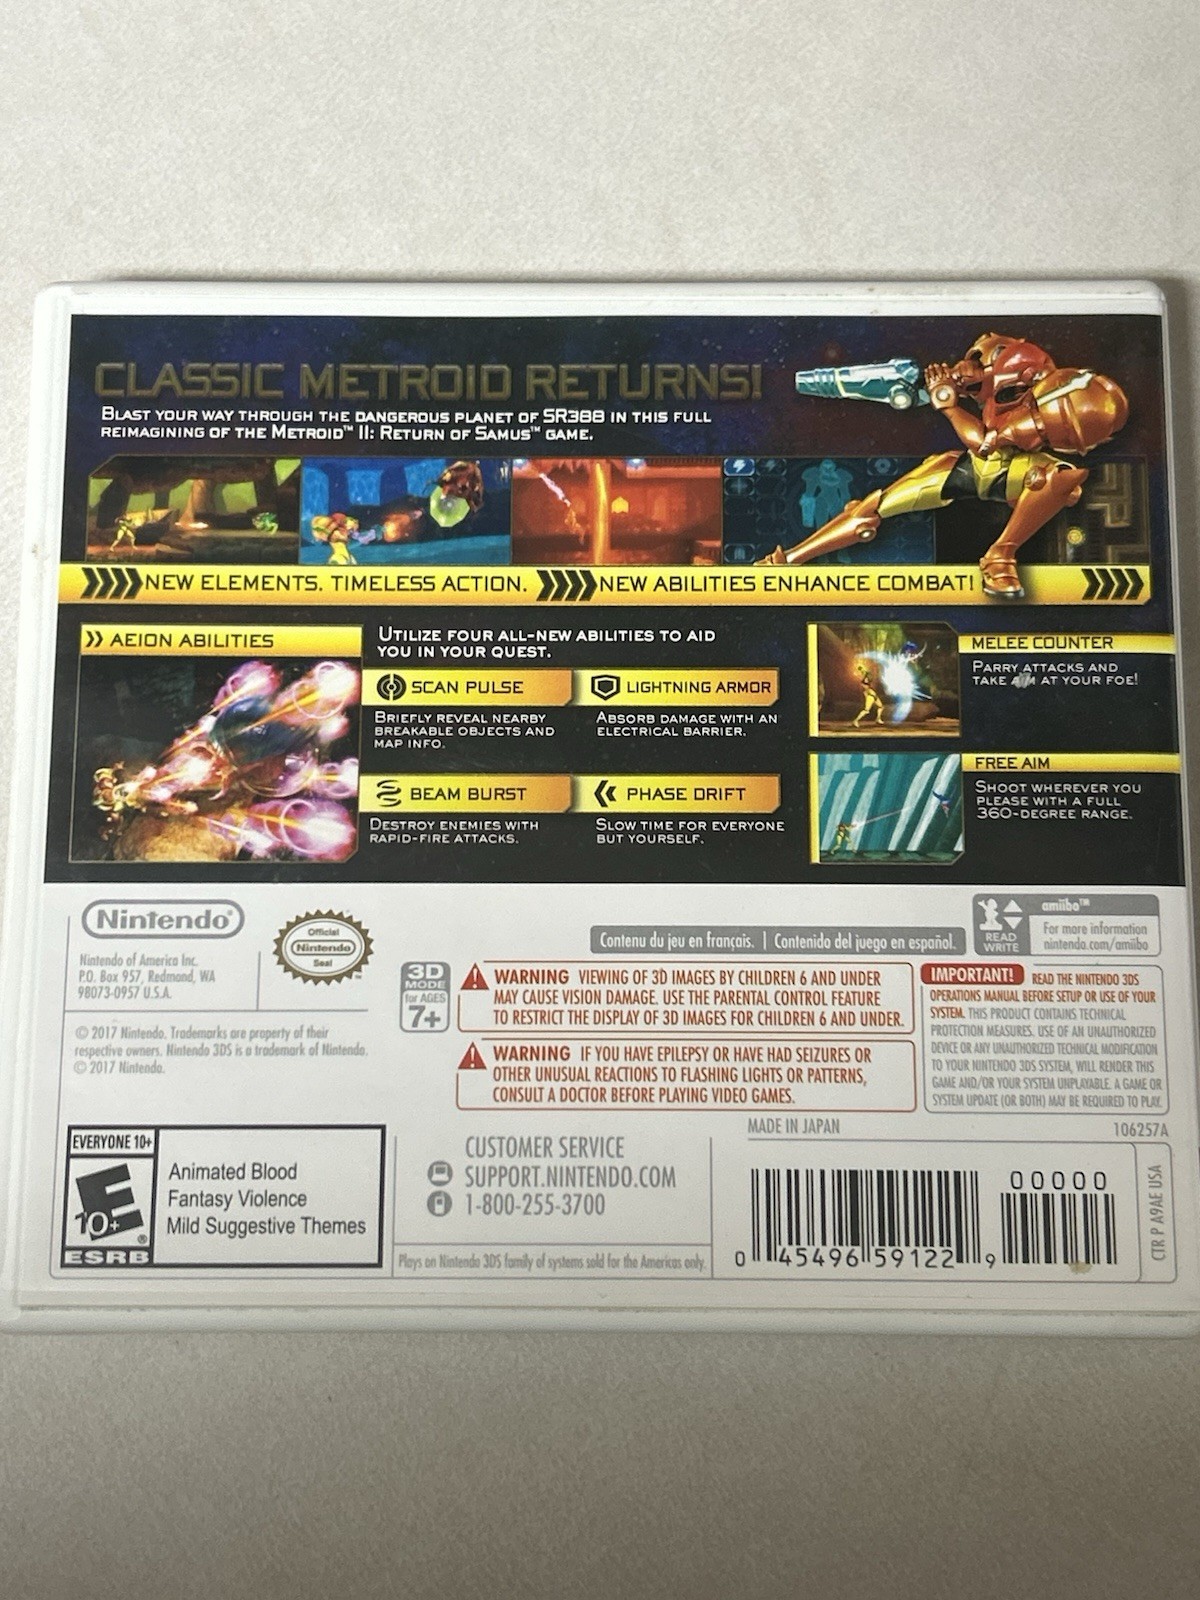 CLASSIC METROID RETURNS!
BLAST YOUR WAY THROUGH THE DANGEROUS PLANET OF SR388 IN THIS FULL
REIMAGINING OF THE METROID™ II: RETURN OF SAMUS™ GAME.
NEW ELEMENTS. TIMELESS ACTION.
NEW ABILITIES ENHANCE COMBAT!
AEION ABILITIES
UTILIZE FOUR ALL-NEW ABILITIES TO AID
YOU IN YOUR QUEST.
SCAN PULSE
BRIEFLY REVEAL NEARBY
BREAKABLE OBJECTS AND
MAP INFO.
LIGHTNING ARMOR
ABSORB DAMAGE WITH AN
ELECTRICAL BARRIER.
BEAM BURST
DESTROY ENEMIES WITH
RAPID-FIRE ATTACKS.
PHASE DRIFT
SLOW TIME FOR EVERYONE
BUT YOURSELF.
MELEE COUNTER
PARRY ATTACKS AND
TAKE AIM AT YOUR FOE!
FREE AIM
SHOOT WHEREVER YOU
PLEASE WITH A FULL
360-DEGREE RANGE.
Nintendo®
Nintendo of America Inc.
P.O. Box 957, Redmond, WA
98073-0957 U.S.A.
Official
Nintendo
Seal
™
© 2017 Nintendo. Trademarks are property of their
respective owners. Nintendo 3DS is a trademark of Nintendo.
© 2017 Nintendo.
Contenu du jeu en français. | Contenido del juego en español.
READ
WRITE
amiibo™
For more information
nintendo.com/amiibo
3D
MODE
for AGES
7+
WARNING VIEWING OF 3D IMAGES BY CHILDREN 6 AND UNDER
MAY CAUSE VISION DAMAGE. USE THE PARENTAL CONTROL FEATURE
TO RESTRICT THE DISPLAY OF 3D IMAGES FOR CHILDREN 6 AND UNDER.
WARNING IF YOU HAVE EPILEPSY OR HAVE HAD SEIZURES OR
OTHER UNUSUAL REACTIONS TO FLASHING LIGHTS OR PATTERNS,
CONSULT A DOCTOR BEFORE PLAYING VIDEO GAMES.
IMPORTANT! READ THE NINTENDO 3DS
OPERATIONS MANUAL BEFORE SETUP OR USE OF YOUR
SYSTEM. THIS PRODUCT CONTAINS TECHNICAL
PROTECTION MEASURES. USE OF AN UNAUTHORIZED
DEVICE OR ANY UNAUTHORIZED TECHNICAL MODIFICATION
TO YOUR NINTENDO 3DS SYSTEM, WILL RENDER THIS
GAME AND/OR YOUR SYSTEM UNPLAYABLE. A GAME OR
SYSTEM UPDATE (OR BOTH) MAY BE REQUIRED TO PLAY.
MADE IN JAPAN
106257A
EVERYONE 10+
E
10+
®
ESRB
Animated Blood
Fantasy Violence
Mild Suggestive Themes
CUSTOMER SERVICE
SUPPORT.NINTENDO.COM
1-800-255-3700
Plays on Nintendo 3DS family of systems sold for the Americas only.
0 45496 59122 9
00000
CTR P A9AE USA